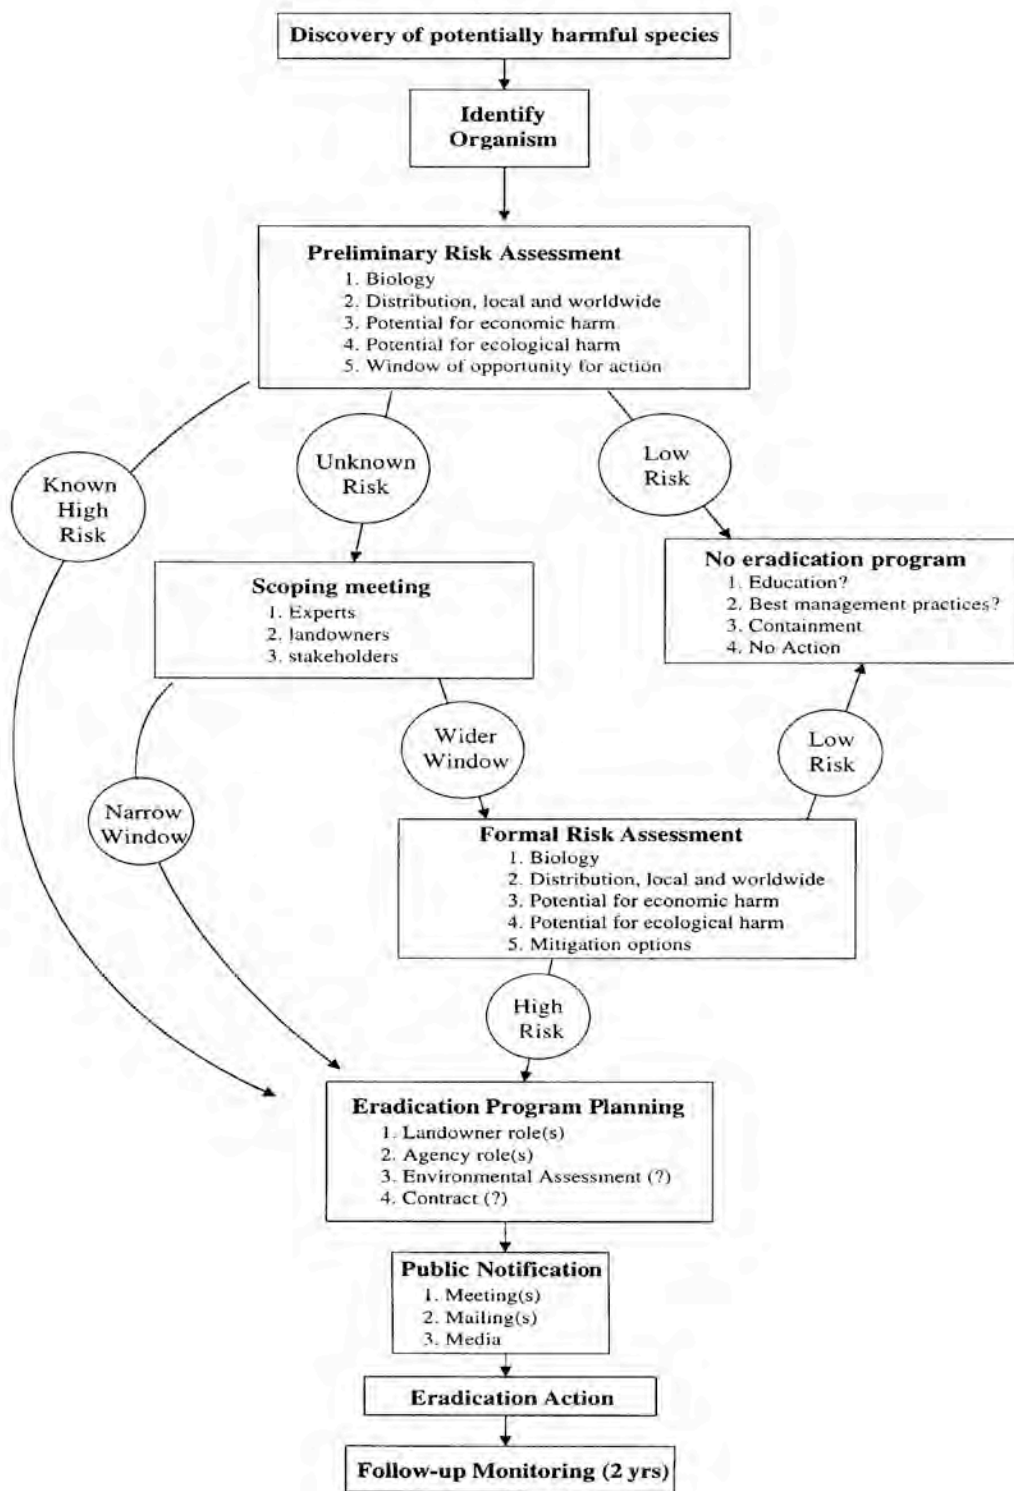 Discovery of potentially harmful species
Identify
Organism
Preliminary Risk Assessment
1. Biology
2. Distribution, local and worldwide
3. Potential for economic harm
4. Potential for ecological harm
5. Window of opportunity for action
Known
High
Risk
Unknown
Risk
Low
Risk
Scoping meeting
1. Experts
2. landowners
3. stakeholders
No eradication program
1. Education?
2. Best management practices?
3. Containment
4. No Action
Narrow
Window
Wider
Window
Low
Risk
Formal Risk Assessment
1. Biology
2. Distribution, local and worldwide
3. Potential for economic harm
4. Potential for ecological harm
5. Mitigation options
High
Risk
Eradication Program Planning
1. Landowner role(s)
2. Agency role(s)
3. Environmental Assessment (?)
4. Contract (?)
Public Notification
1. Meeting(s)
2. Mailing(s)
3. Media
Eradication Action
Follow-up Monitoring (2 yrs)